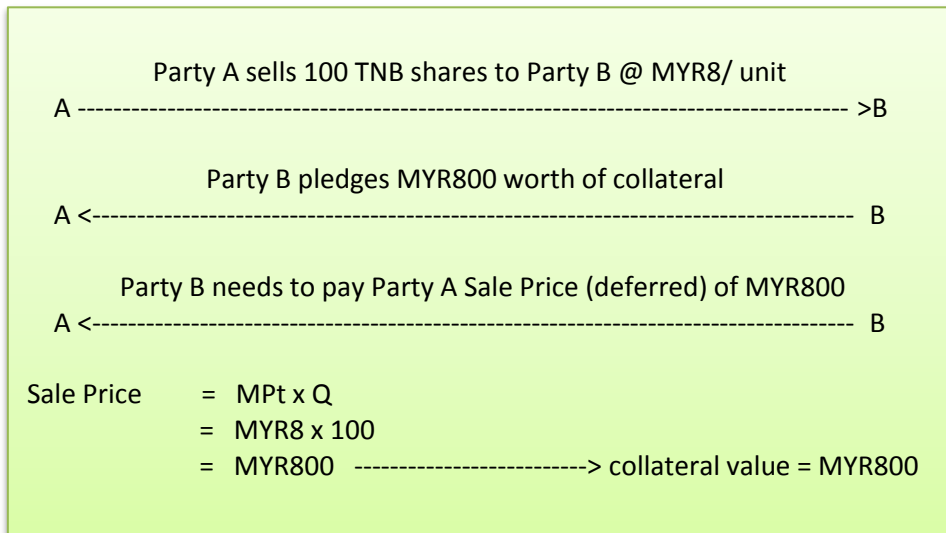 Party A sells 100 TNB shares to Party B @ MYR8/ unit
A -------------------------------------------------------------------------------------- >B
Party B pledges MYR800 worth of collateral
A <------------------------------------------------------------------------------------- B
Party B needs to pay Party A Sale Price (deferred) of MYR800
A <------------------------------------------------------------------------------------- B
Sale Price = MPt x Q
= MYR8 x 100
= MYR800 --------------------------> collateral value = MYR800